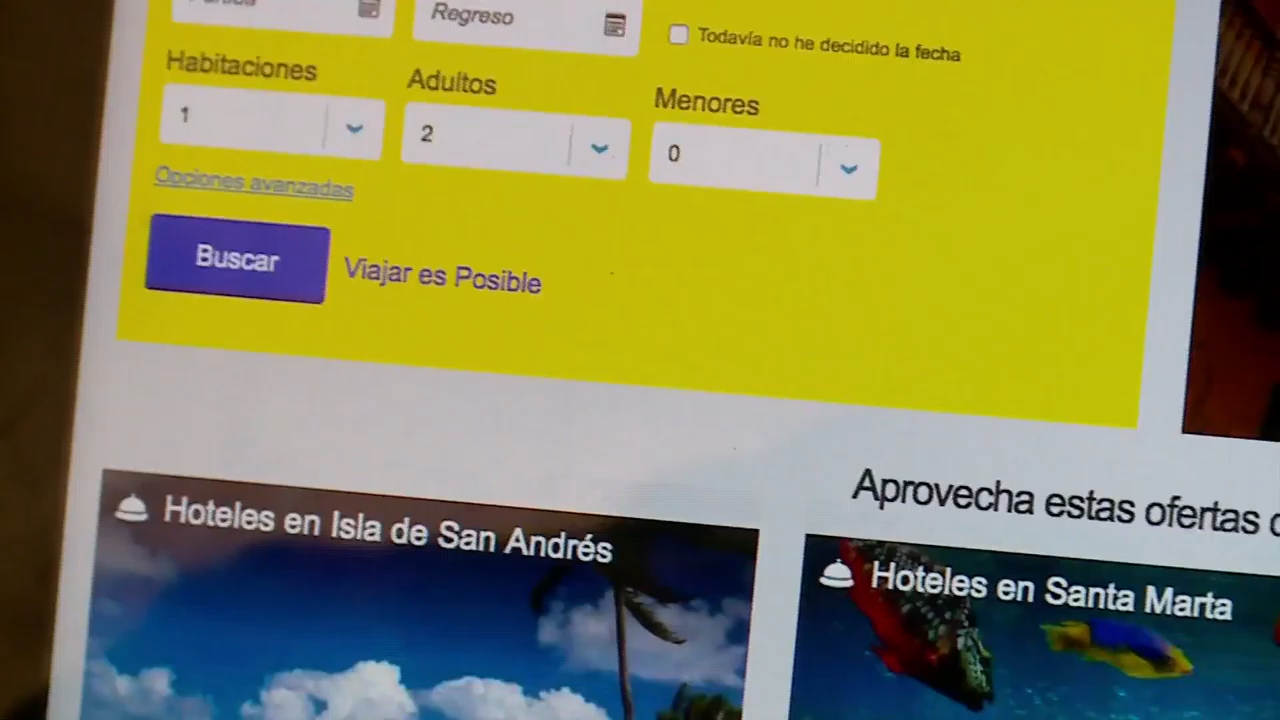 Regreso
Todavía no he decidido la fecha
Habitaciones
Adultos
Menores
1
2
0
Opciones avanzadas
Buscar
Viajar es Posible
Aprovecha estas ofertas
Hoteles en Isla de San Andrés
Hoteles en Santa Marta